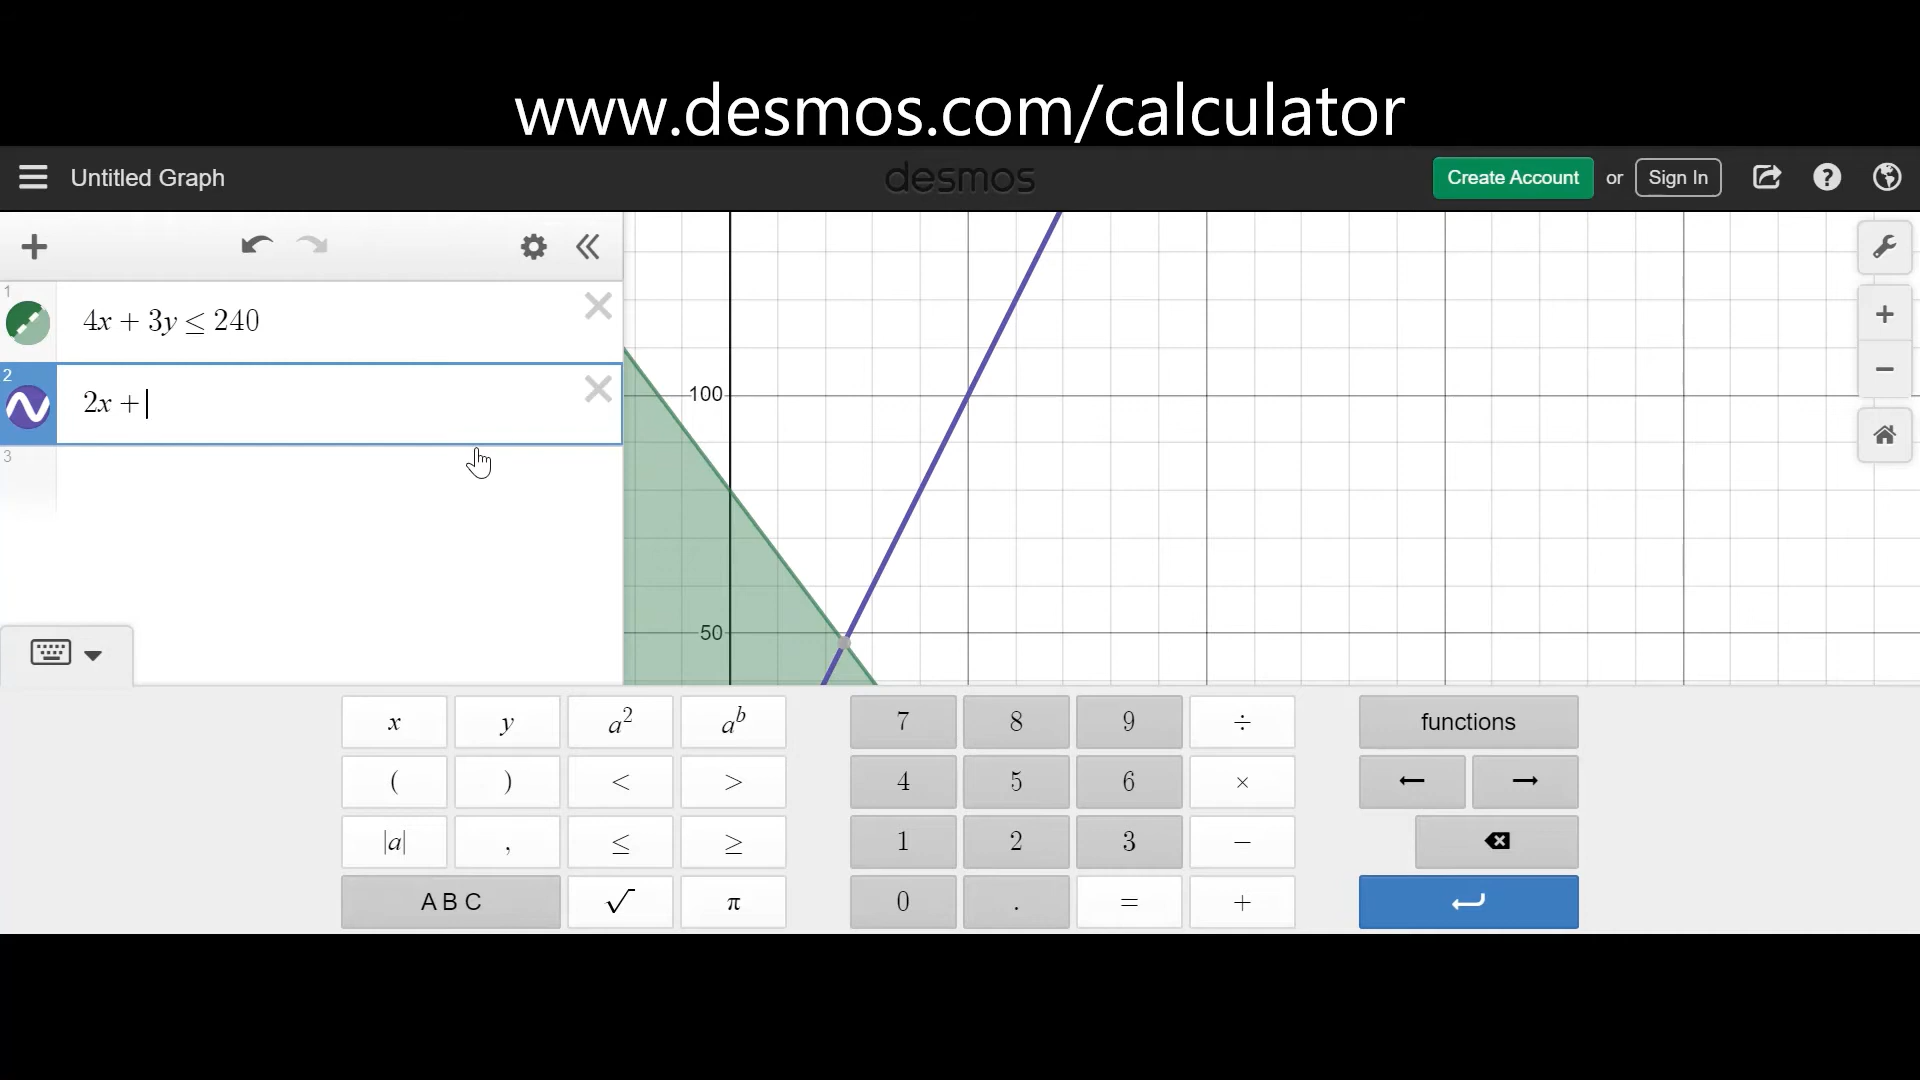 www.desmos.com/calculator
Untitled Graph
desmos
Create Account or Sign In
1
4x + 3y ≤ 240
2
2x +
3
100
50
x y a² aᵇ 7 8 9 ÷ functions
( ) < > 4 5 6 × ← →
|a| , ≤ ≥ 1 2 3 −
A B C √ π 0 . = +